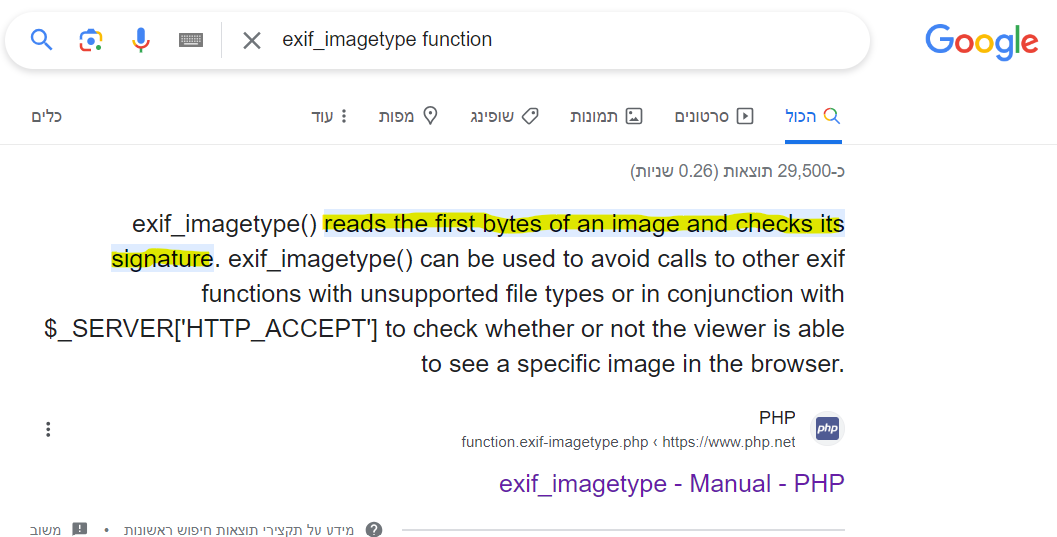 exif_imagetype function
Google
הכול
סרטונים
תמונות
שופינג
מפות
עוד
כלים
כ-29,500 תוצאות (0.26 שניות)
exif_imagetype() reads the first bytes of an image and checks its
signature. exif_imagetype() can be used to avoid calls to other exif
functions with unsupported file types or in conjunction with
$_SERVER['HTTP_ACCEPT'] to check whether or not the viewer is able
to see a specific image in the browser.
PHP
php
https://www.php.net › function.exif-imagetype.php
exif_imagetype - Manual - PHP
מידע על תקצירי תוצאות חיפוש ראשונות • משוב